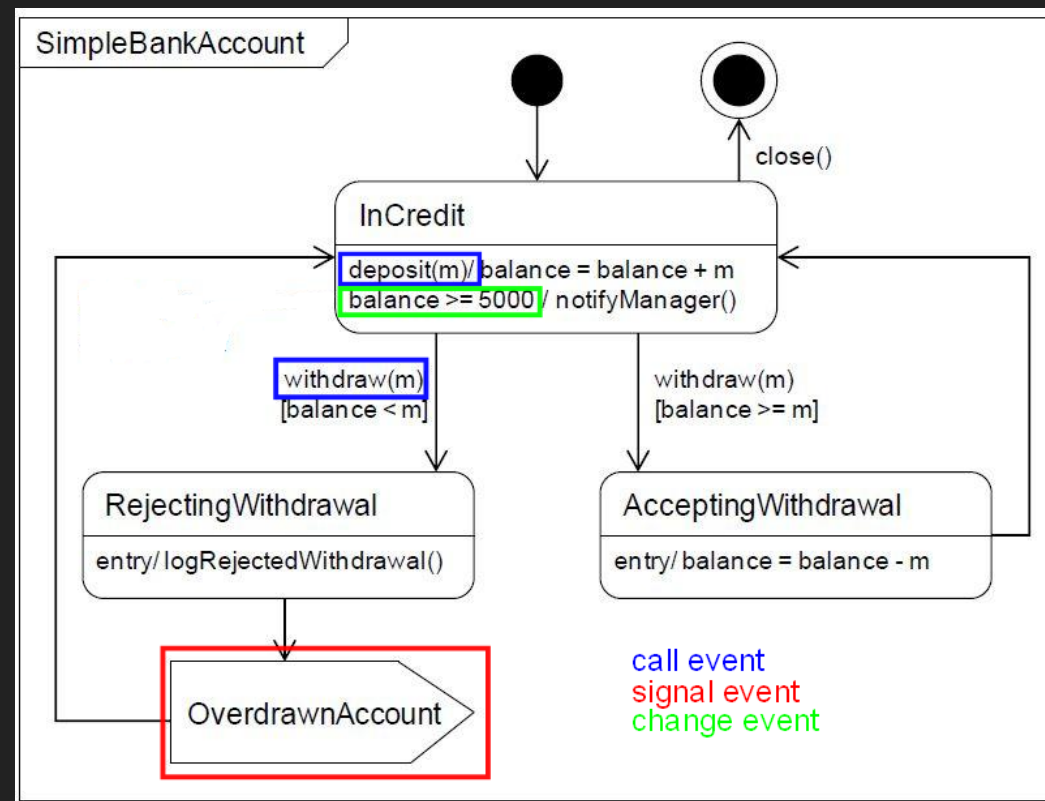 SimpleBankAccount
close()
InCredit
deposit(m)/ balance = balance + m
balance >= 5000 / notifyManager()
withdraw(m)
[balance < m]
withdraw(m)
[balance >= m]
RejectingWithdrawal
entry/ logRejectedWithdrawal()
AcceptingWithdrawal
entry/ balance = balance - m
OverdrawnAccount
call event
signal event
change event